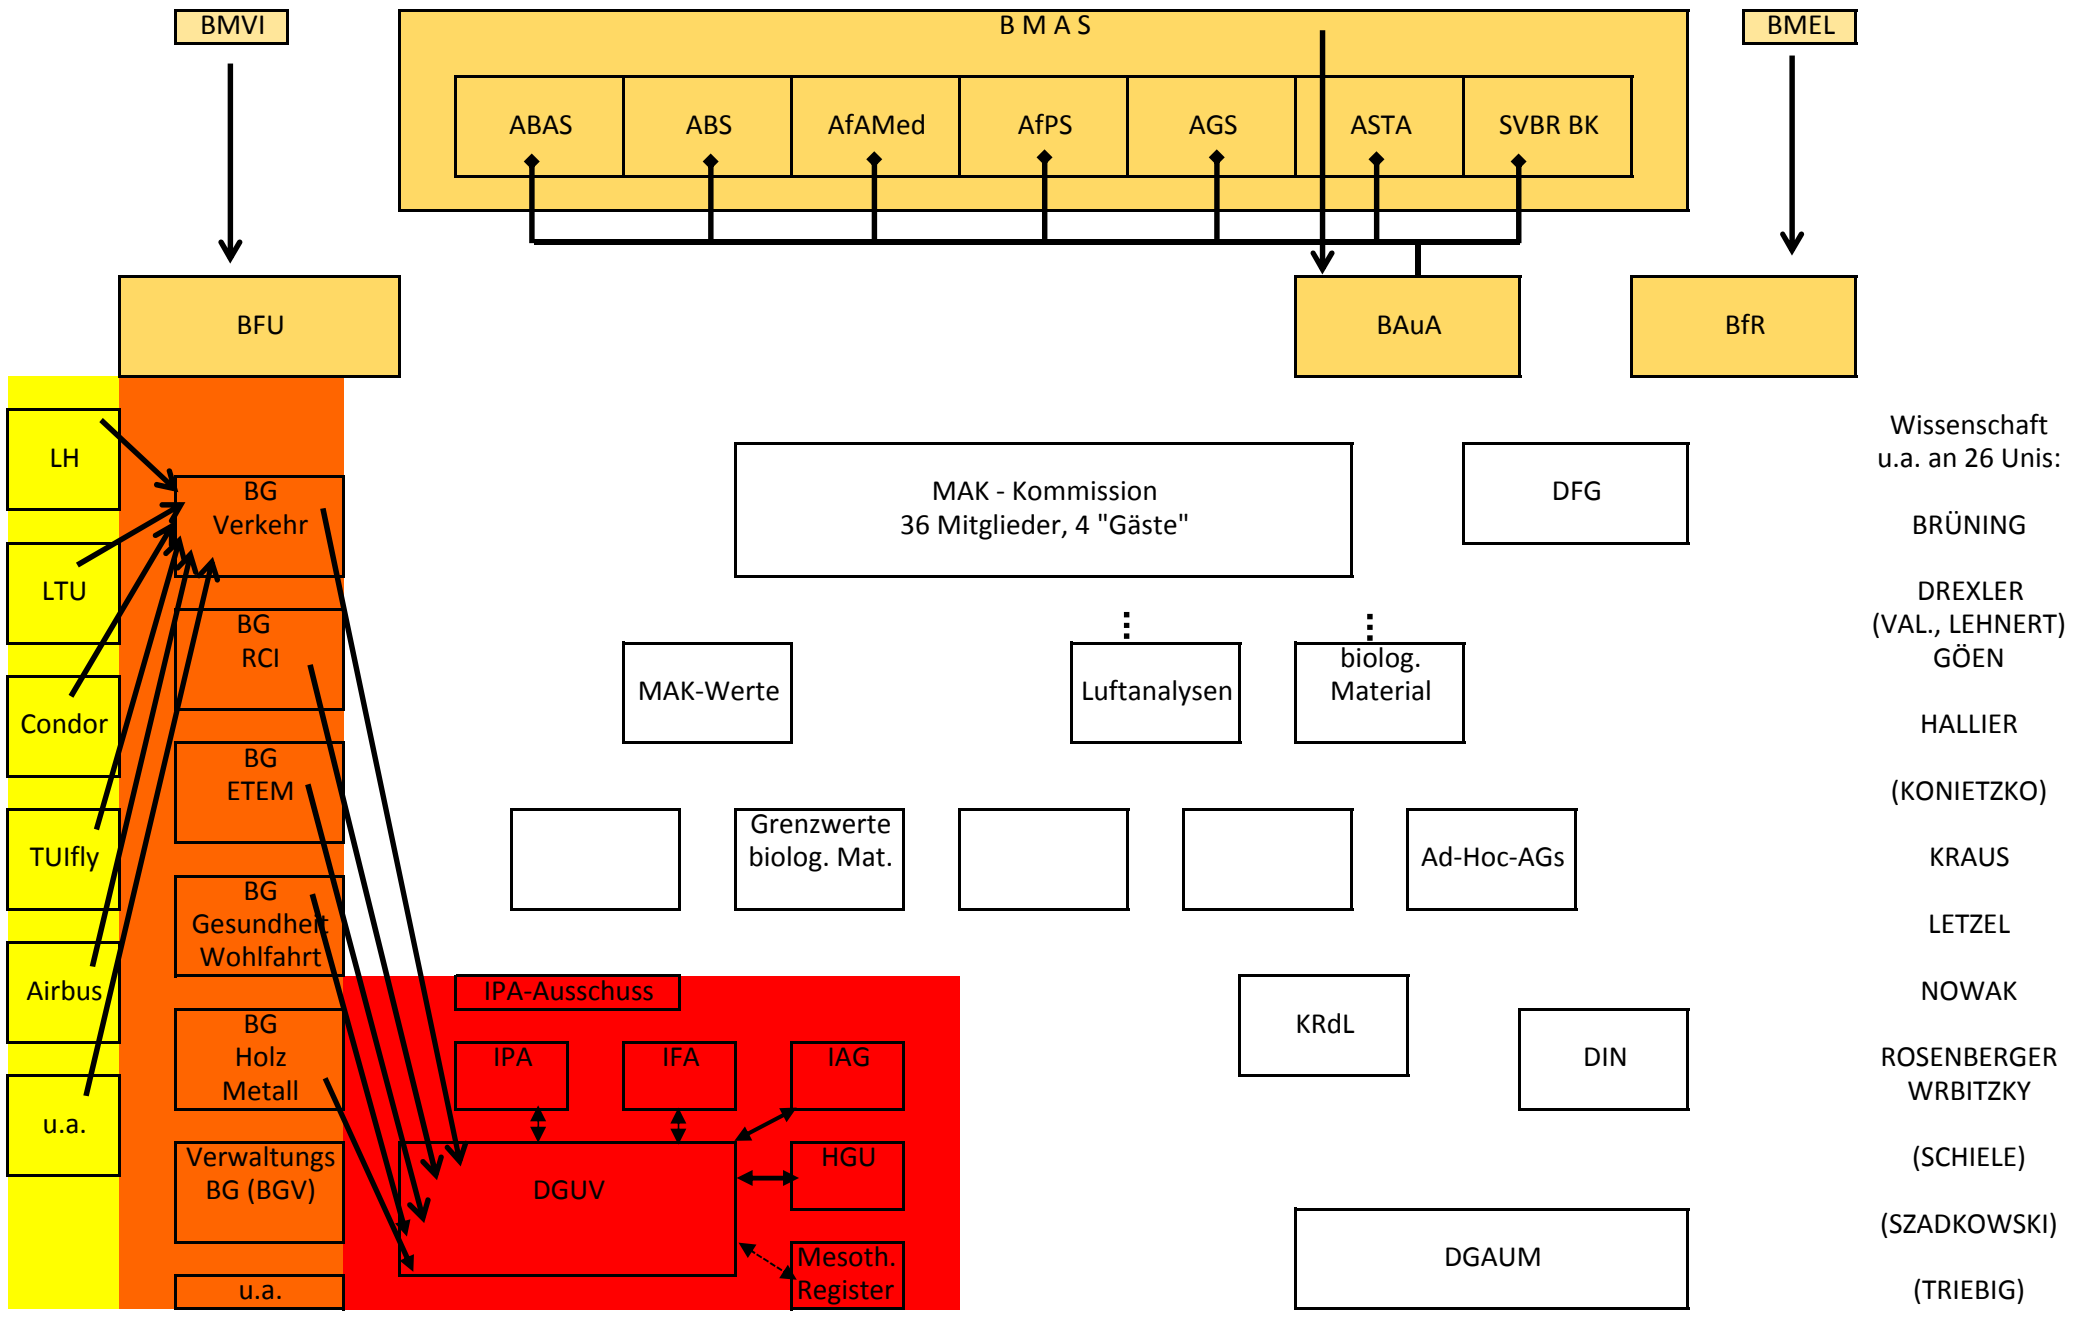 BMVI
B M A S
BMEL
ABAS
ABS
AfAMed
AfPS
AGS
ASTA
SVBR BK
BFU
BAuA
BfR
LH
LTU
Condor
TUIfly
Airbus
u.a.
BG
Verkehr
BG
RCI
BG
ETEM
BG
Gesundheit
Wohlfahrt
BG
Holz
Metall
Verwaltungs
BG (BGV)
u.a.
MAK - Kommission
36 Mitglieder, 4 "Gäste"
DFG
MAK-Werte
Luftanalysen
biolog.
Material
Grenzwerte
biolog. Mat.
Ad-Hoc-AGs
IPA-Ausschuss
IPA
IFA
IAG
HGU
DGUV
Mesoth.
Register
KRdL
DIN
DGAUM
Wissenschaft
u.a. an 26 Unis:
BRÜNING
DREXLER
(VAL., LEHNERT)
GÖEN
HALLIER
(KONIETZKO)
KRAUS
LETZEL
NOWAK
ROSENBERGER
WRBITZKY
(SCHIELE)
(SZADKOWSKI)
(TRIEBIG)